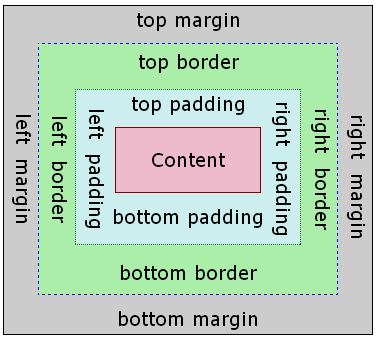 top margin
top border
top padding
left margin
left border
left padding
Content
right padding
right border
right margin
bottom padding
bottom border
bottom margin